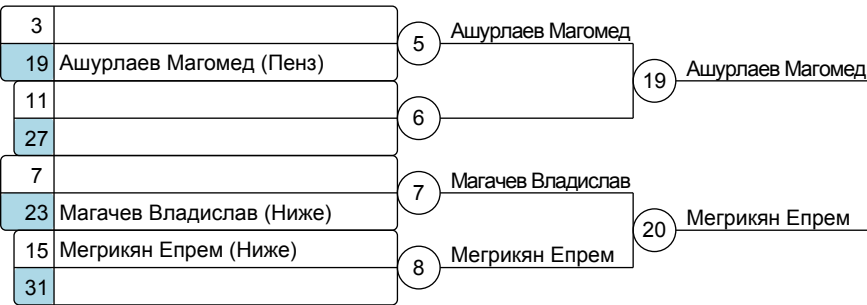 3
19 Ашурлаев Магомед (Пенз)
5
Ашурлаев Магомед
11
27
6
19
Ашурлаев Магомед
7
23 Магачев Владислав (Ниже)
7
Магачев Владислав
15 Мегрикян Епрем (Ниже)
31
8
Мегрикян Епрем
20
Мегрикян Епрем